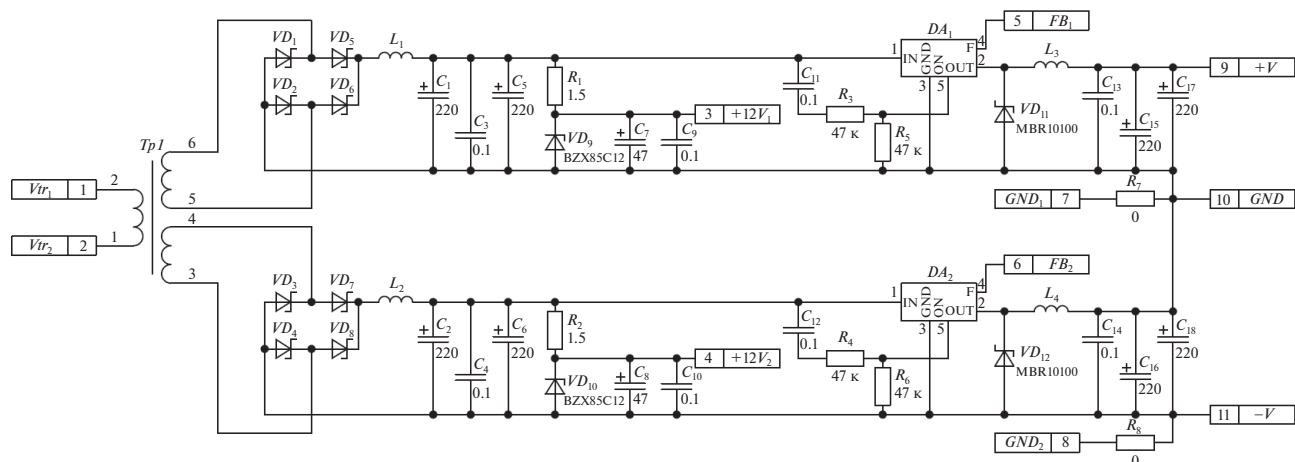 5 FB₁
VD₁ VD₅ L₁ DA₁
1 IN GND ON F 4
OUT 2 L₃
3 5
9 +V
C₁ 220
C₃ 0.1
C₅ 220
R₁ 1.5
VD₂ VD₆
3 +12V₁
C₁₁ 0.1
R₃ 47 к
R₅ 47 к
VD₁₁ MBR10100
C₁₃ 0.1
C₁₅ 220
C₁₇ 220
VD₉ BZX85C12
C₇ 47
C₉ 0.1
Tp1
6
5
4
3
Vtr₁ 1
2
Vtr₂ 2
1
GND₁ 7
R₇ 0
10 GND
6 FB₂
VD₃ VD₇ L₂ DA₂
1 IN GND ON F 4
OUT 2 L₄
3 5
C₂ 220
C₄ 0.1
C₆ 220
R₂ 1.5
VD₄ VD₈
4 +12V₂
C₁₂ 0.1
R₄ 47 к
R₆ 47 к
VD₁₂ MBR10100
C₁₄ 0.1
C₁₆ 220
C₁₈ 220
VD₁₀ BZX85C12
C₈ 47
C₁₀ 0.1
11 –V
GND₂ 8
R₈ 0